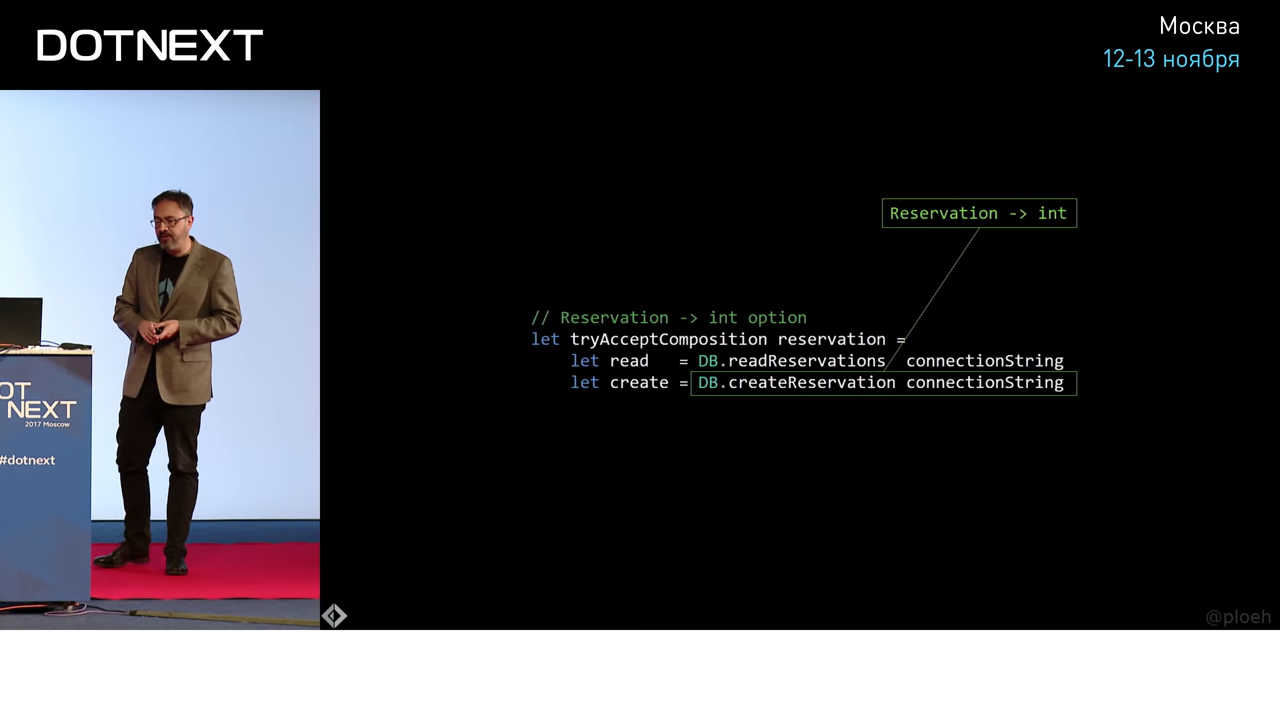 DOTNEXT
Москва
12-13 ноября
Reservation -> int
// Reservation -> int option
let tryAcceptComposition reservation =
let read = DB.readReservations connectionString
let create = DB.createReservation connectionString
OT
NEXT
2017 Moscow
#dotnext
@ploeh